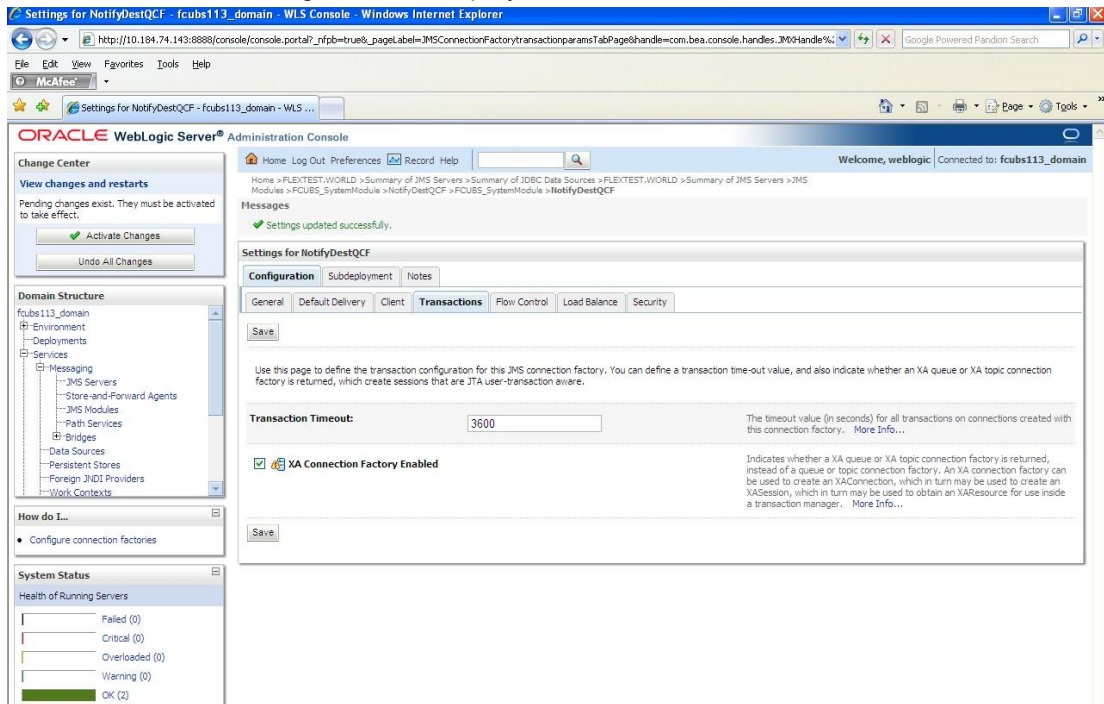 Settings for NotifyDestQCF - fcubs113_domain - WLS Console - Windows Internet Explorer
http://10.184.74.143:8888/console/console.portal?_nfpb=true&_pageLabel=JMSConnectionFactorytransactionparamsTabPage&handle=com.bea.console.handles.JMXHandle%
Google Powered Pandion Search
File Edit View Favorites Tools Help
McAfee
Settings for NotifyDestQCF - fcubs113_domain - WLS ...
Page Tools
ORACLE WebLogic Server® Administration Console
Change Center
View changes and restarts
Pending changes exist. They must be activated
to take effect.
Activate Changes
Undo All Changes
Domain Structure
fcubs113_domain
Environment
Deployments
Services
Messaging
JMS Servers
Store-and-Forward Agents
JMS Modules
Path Services
Bridges
Data Sources
Persistent Stores
Foreign JNDI Providers
Work Contexts
How do I...
Configure connection factories
System Status
Health of Running Servers
Failed (0)
Critical (0)
Overloaded (0)
Warning (0)
OK (2)
Home Log Out Preferences Record Help
Welcome, weblogic Connected to: fcubs113_domain
Home >FLEXTEST.WORLD >Summary of JMS Servers >Summary of JDBC Data Sources >FLEXTEST.WORLD >Summary of JMS Servers >JMS
Modules >FCUBS_SystemModule >NotifyDestQCF >FCUBS_SystemModule >NotifyDestQCF
Messages
Settings updated successfully.
Settings for NotifyDestQCF
Configuration Subdeployment Notes
General Default Delivery Client Transactions Flow Control Load Balance Security
Save
Use this page to define the transaction configuration for this JMS connection factory. You can define a transaction time-out value, and also indicate whether an XA queue or XA topic connection
factory is returned, which create sessions that are JTA user-transaction aware.
Transaction Timeout:
3600
The timeout value (in seconds) for all transactions on connections created with
this connection factory. More Info...
XA Connection Factory Enabled
Indicates whether a XA queue or XA topic connection factory is returned,
instead of a queue or topic connection factory. An XA connection factory can
be used to create an XAConnection, which in turn may be used to create an
XASession, which in turn may be used to obtain an XAResource for use inside
a transaction manager. More Info...
Save